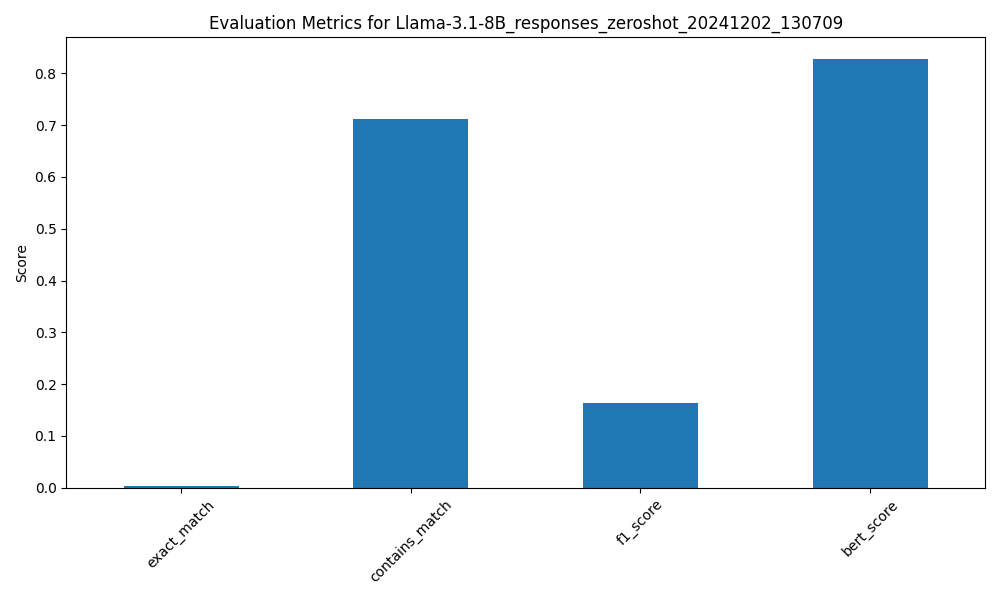 Evaluation Metrics for Llama-3.1-8B_responses_zeroshot_20241202_130709
Score
0.8
0.7
0.6
0.5
0.4
0.3
0.2
0.1
0.0
exact_match
contains_match
f1_score
bert_score